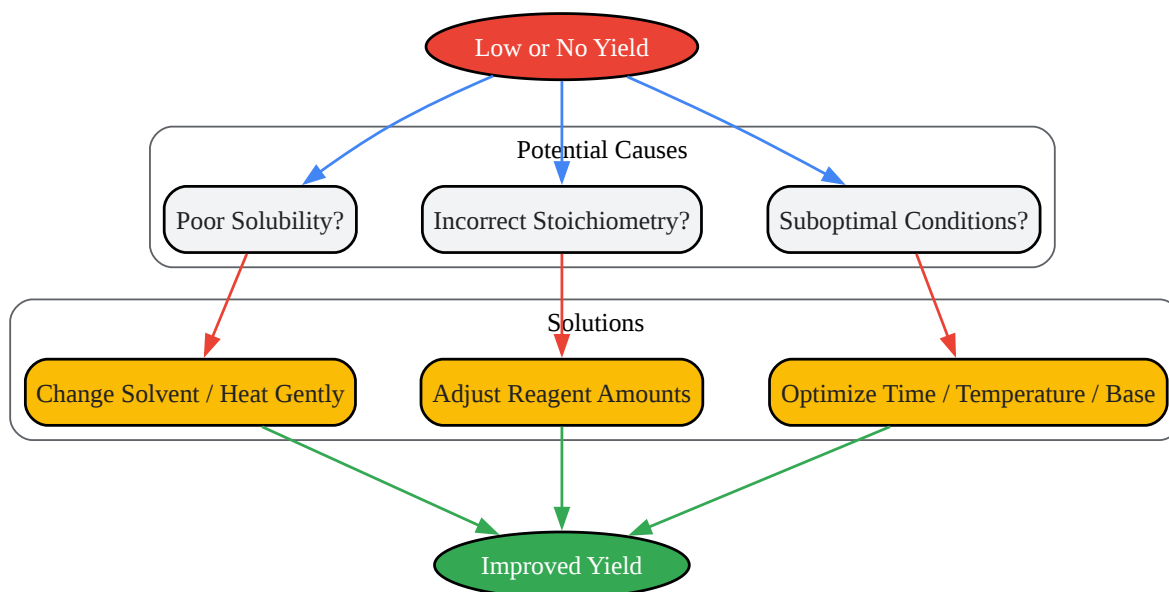 Low or No Yield
Potential Causes
Poor Solubility?
Incorrect Stoichiometry?
Suboptimal Conditions?
Solutions
Change Solvent / Heat Gently
Adjust Reagent Amounts
Optimize Time / Temperature / Base
Improved Yield